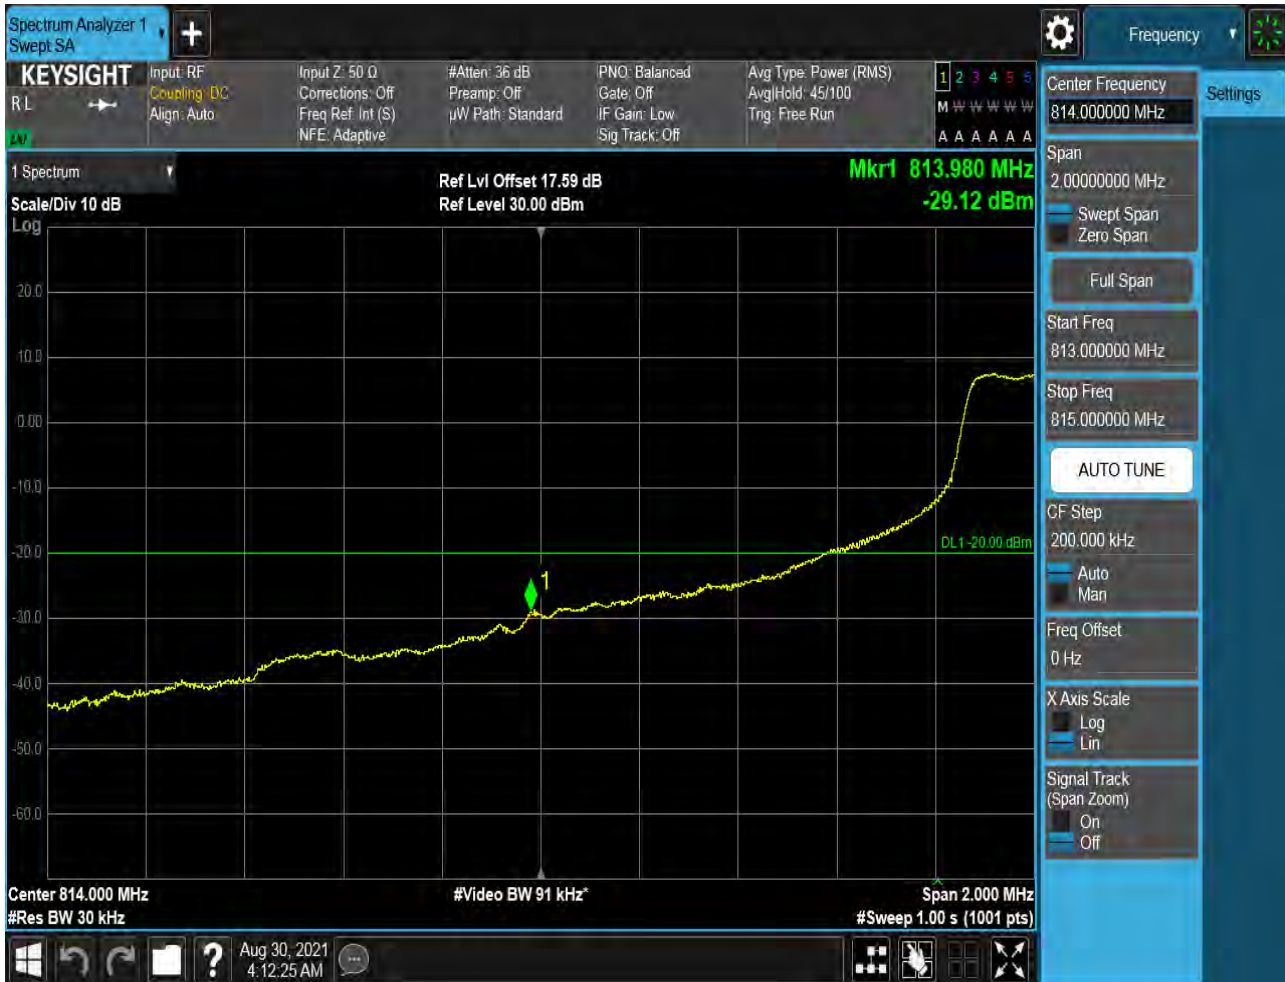 Spectrum Analyzer 1
Swept SA
+
Frequency
KEYSIGHT
R L
LXI
Input: RF
Coupling: DC
Align: Auto
Input Z: 50 Ω
Corrections: Off
Freq Ref: Int (S)
NFE: Adaptive
#Atten: 36 dB
Preamp: Off
µW Path: Standard
PNO: Balanced
Gate: Off
IF Gain: Low
Sig Track: Off
Avg Type: Power (RMS)
Avg|Hold: 45/100
Trig: Free Run
1 2 3 4 5 6
M W W W W W
A A A A A A
1 Spectrum
Scale/Div 10 dB
Log
Ref Lvl Offset 17.59 dB
Ref Level 30.00 dBm
Mkr1 813.980 MHz
-29.12 dBm
20.0
10.0
0.00
-10.0
-20.0
-30.0
-40.0
-50.0
-60.0
DL1 -20.00 dBm
1
Center 814.000 MHz
#Res BW 30 kHz
#Video BW 91 kHz*
Span 2.000 MHz
#Sweep 1.00 s (1001 pts)
Settings
Center Frequency
814.000000 MHz
Span
2.00000000 MHz
Swept Span
Zero Span
Full Span
Start Freq
813.000000 MHz
Stop Freq
815.000000 MHz
AUTO TUNE
CF Step
200.000 kHz
Auto
Man
Freq Offset
0 Hz
X Axis Scale
Log
Lin
Signal Track
(Span Zoom)
On
Off
?
Aug 30, 2021
4:12:25 AM